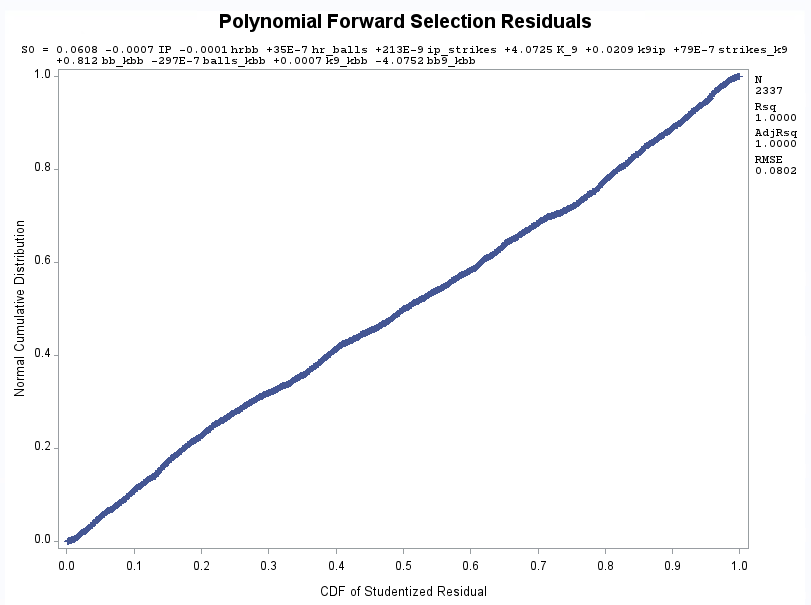 Polynomial Forward Selection Residuals
SO = 0.0608 -0.0007 IP -0.0001 hrbb +35E-7 hr_balls +213E-9 ip_strikes +4.0725 K_9 +0.0209 k9ip +79E-7 strikes_k9
+0.812 bb_kbb -297E-7 balls_kbb +0.0007 k9_kbb -4.0752 bb9_kbb
N
2337
Rsq
1.0000
AdjRsq
1.0000
RMSE
0.0802
1.0
0.8
0.6
0.4
0.2
0.0
Normal Cumulative Distribution
0.0 0.1 0.2 0.3 0.4 0.5 0.6 0.7 0.8 0.9 1.0
CDF of Studentized Residual